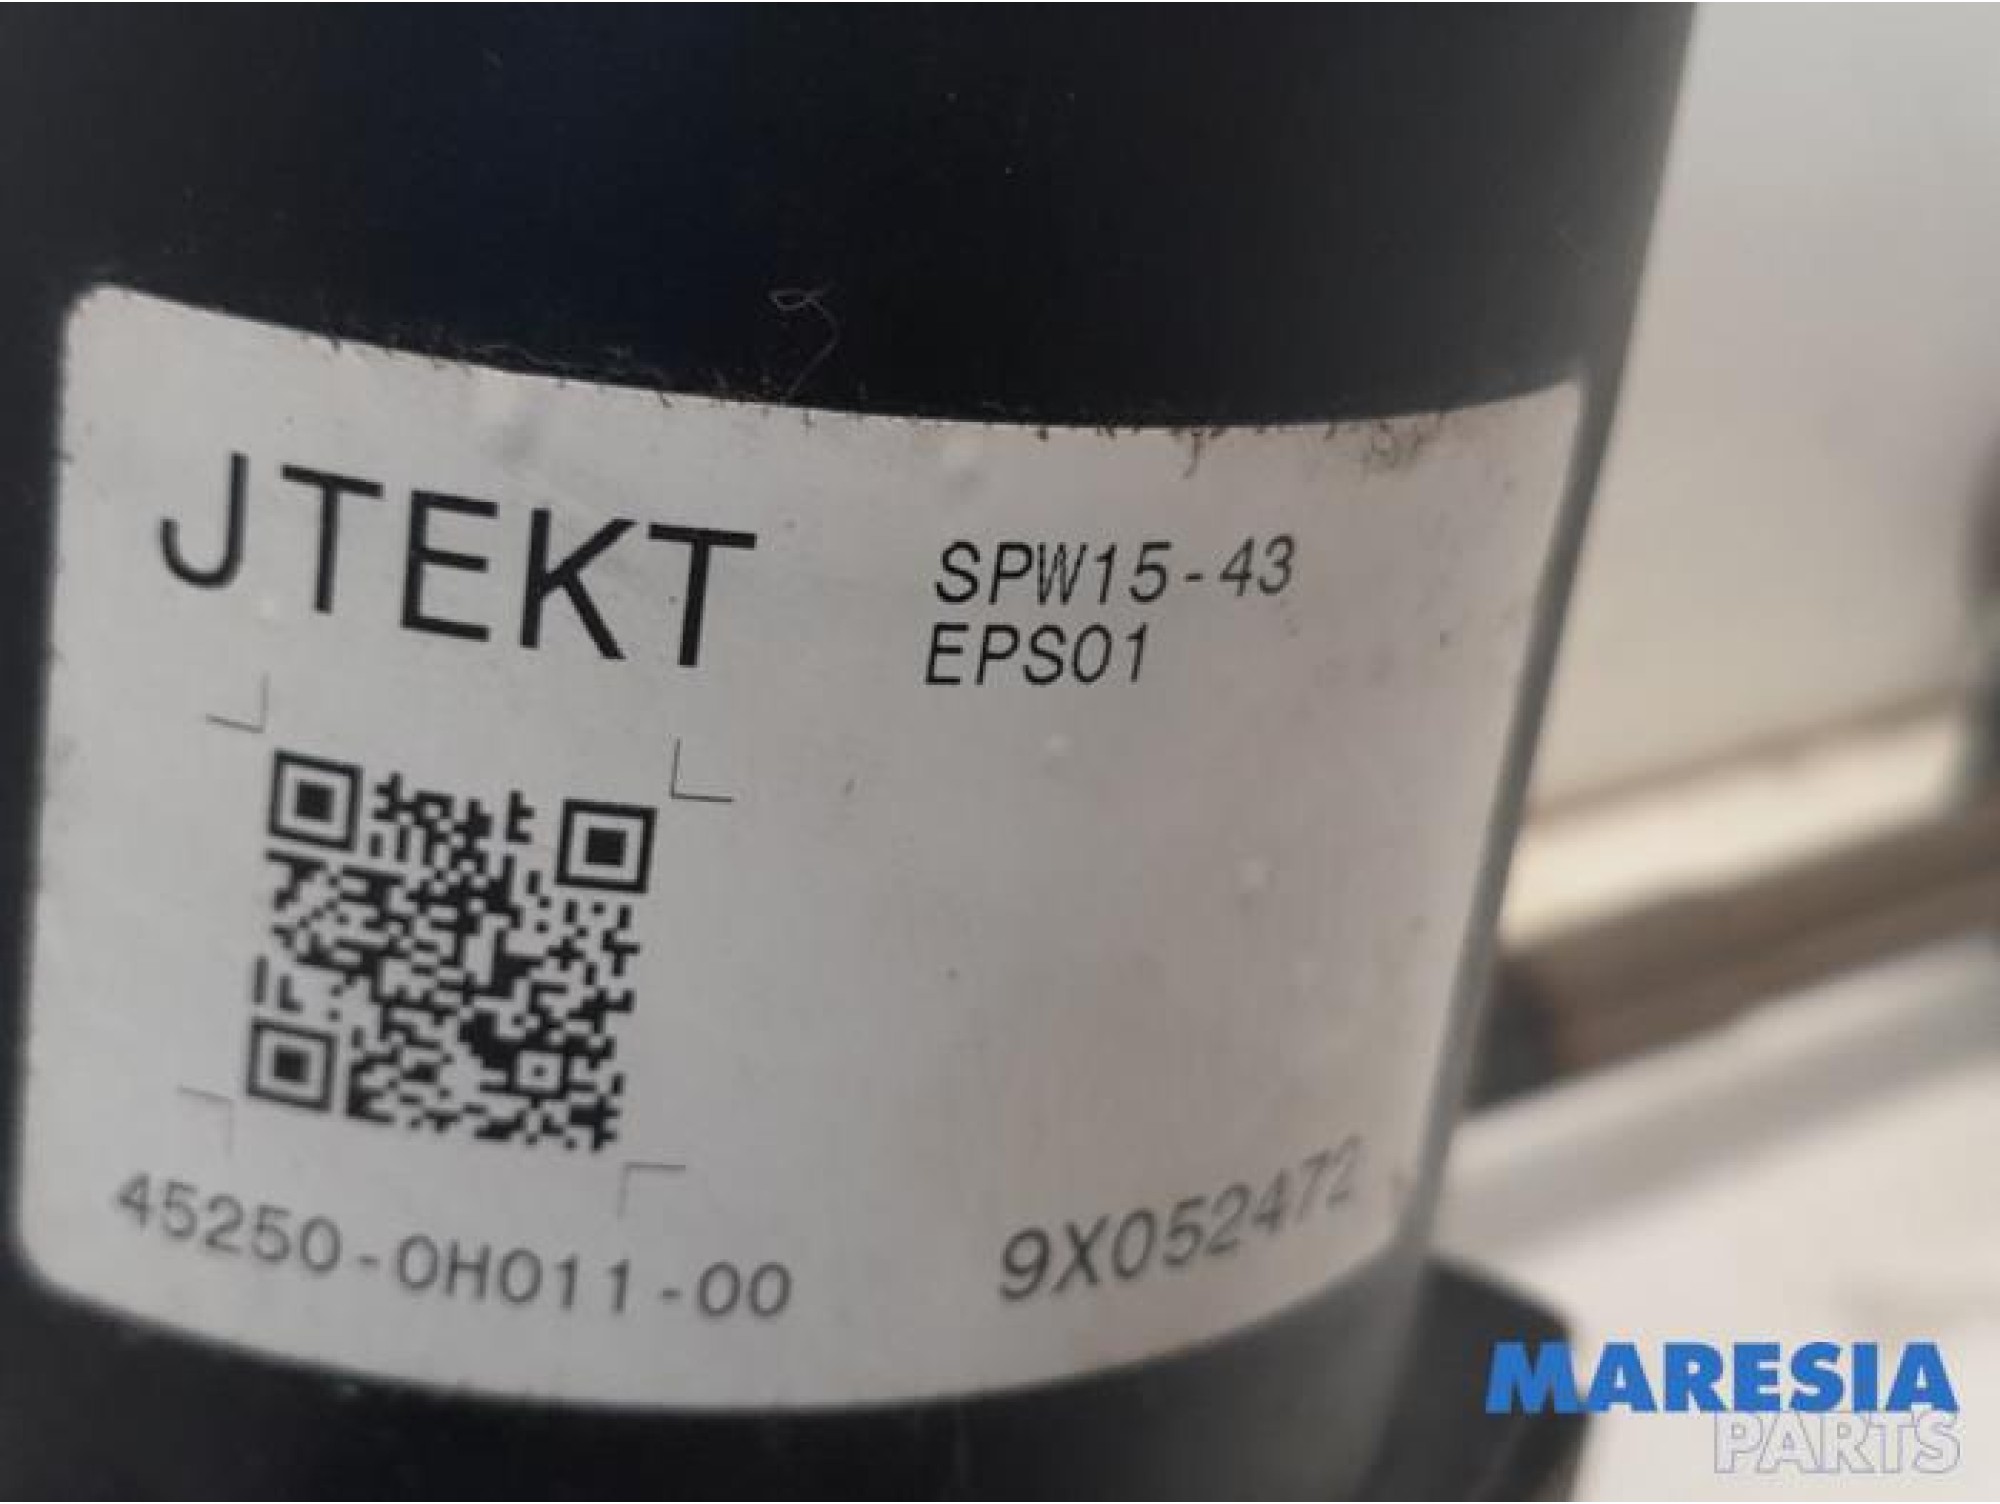 JTEKT
SPW15-43
EPS01
45250-0H011-00
9X052472
MARESIA
PARTS